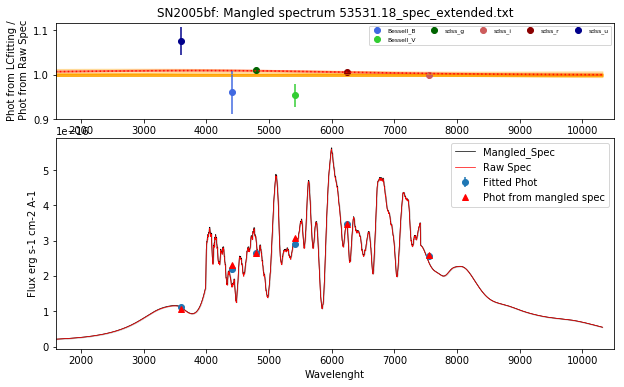 SN2005bf: Mangled spectrum 53531.18_spec_extended.txt
Phot from LCfitting /
Phot from Raw Spec
1.1
1.0
0.9
Bessell_B
Bessell_V
sdss_g
sdss_i
sdss_r
sdss_u
2000 3000 4000 5000 6000 7000 8000 9000 10000
1e−16
Flux erg s-1 cm-2 A-1
5
4
3
2
1
0
Mangled_Spec
Raw Spec
Fitted Phot
Phot from mangled spec
2000 3000 4000 5000 6000 7000 8000 9000 10000
Wavelenght